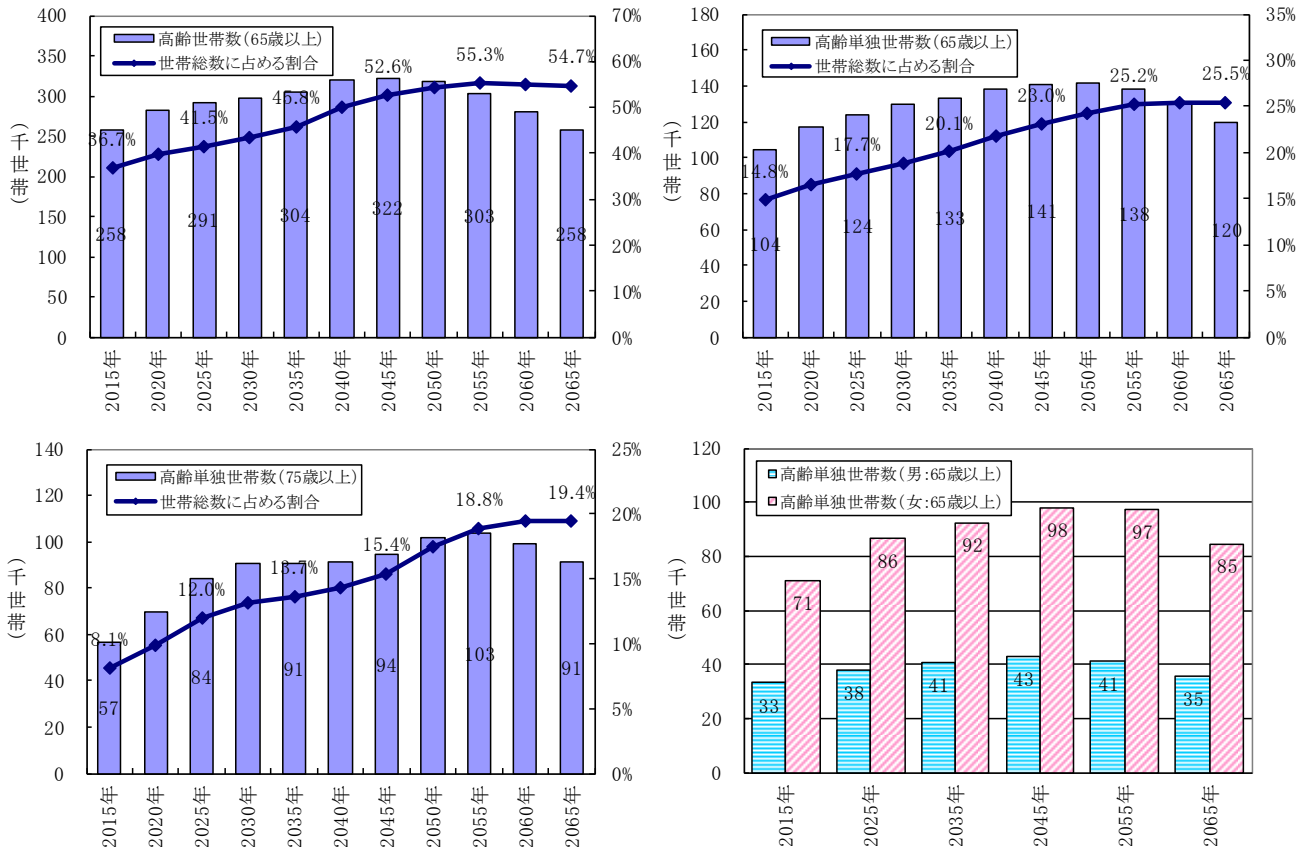 400
350
300
250
200
150
100
50
0
(千世帯
高齢世帯数(65歳以上)
世帯総数に占める割合
36.7%
41.5%
45.8%
52.6%
55.3%
54.7%
258
291
304
322
303
258
70%
60%
50%
40%
30%
20%
10%
0%
2015年
2020年
2025年
2030年
2035年
2040年
2045年
2050年
2055年
2060年
2065年
180
160
140
120
100
80
60
40
20
0
(千世帯
高齢単独世帯数(65歳以上)
世帯総数に占める割合
14.8%
17.7%
20.1%
23.0%
25.2%
25.5%
104
124
133
141
138
120
35%
30%
25%
20%
15%
10%
5%
0%
2015年
2020年
2025年
2030年
2035年
2040年
2045年
2050年
2055年
2060年
2065年
140
120
100
80
60
40
20
0
(千世帯
高齢単独世帯数(75歳以上)
世帯総数に占める割合
8.1%
12.0%
13.7%
15.4%
18.8%
19.4%
57
84
91
94
103
91
25%
20%
15%
10%
5%
0%
2015年
2020年
2025年
2030年
2035年
2040年
2045年
2050年
2055年
2060年
2065年
120
100
80
60
40
20
0
(千世帯
高齢単独世帯数(男:65歳以上)
高齢単独世帯数(女:65歳以上)
33
71
38
86
41
92
43
98
41
97
35
85
2015年
2025年
2035年
2045年
2055年
2065年